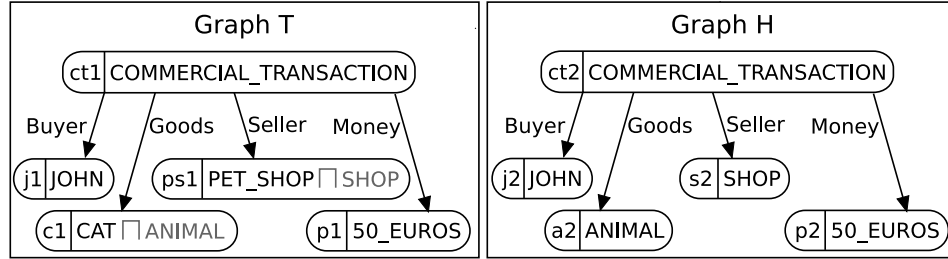 Graph T
ct1 COMMERCIAL_TRANSACTION
Buyer Goods Seller Money
j1 JOHN ps1 PET_SHOP ⊓ SHOP
c1 CAT ⊓ ANIMAL p1 50_EUROS
Graph H
ct2 COMMERCIAL_TRANSACTION
Buyer Goods Seller Money
j2 JOHN s2 SHOP
a2 ANIMAL p2 50_EUROS